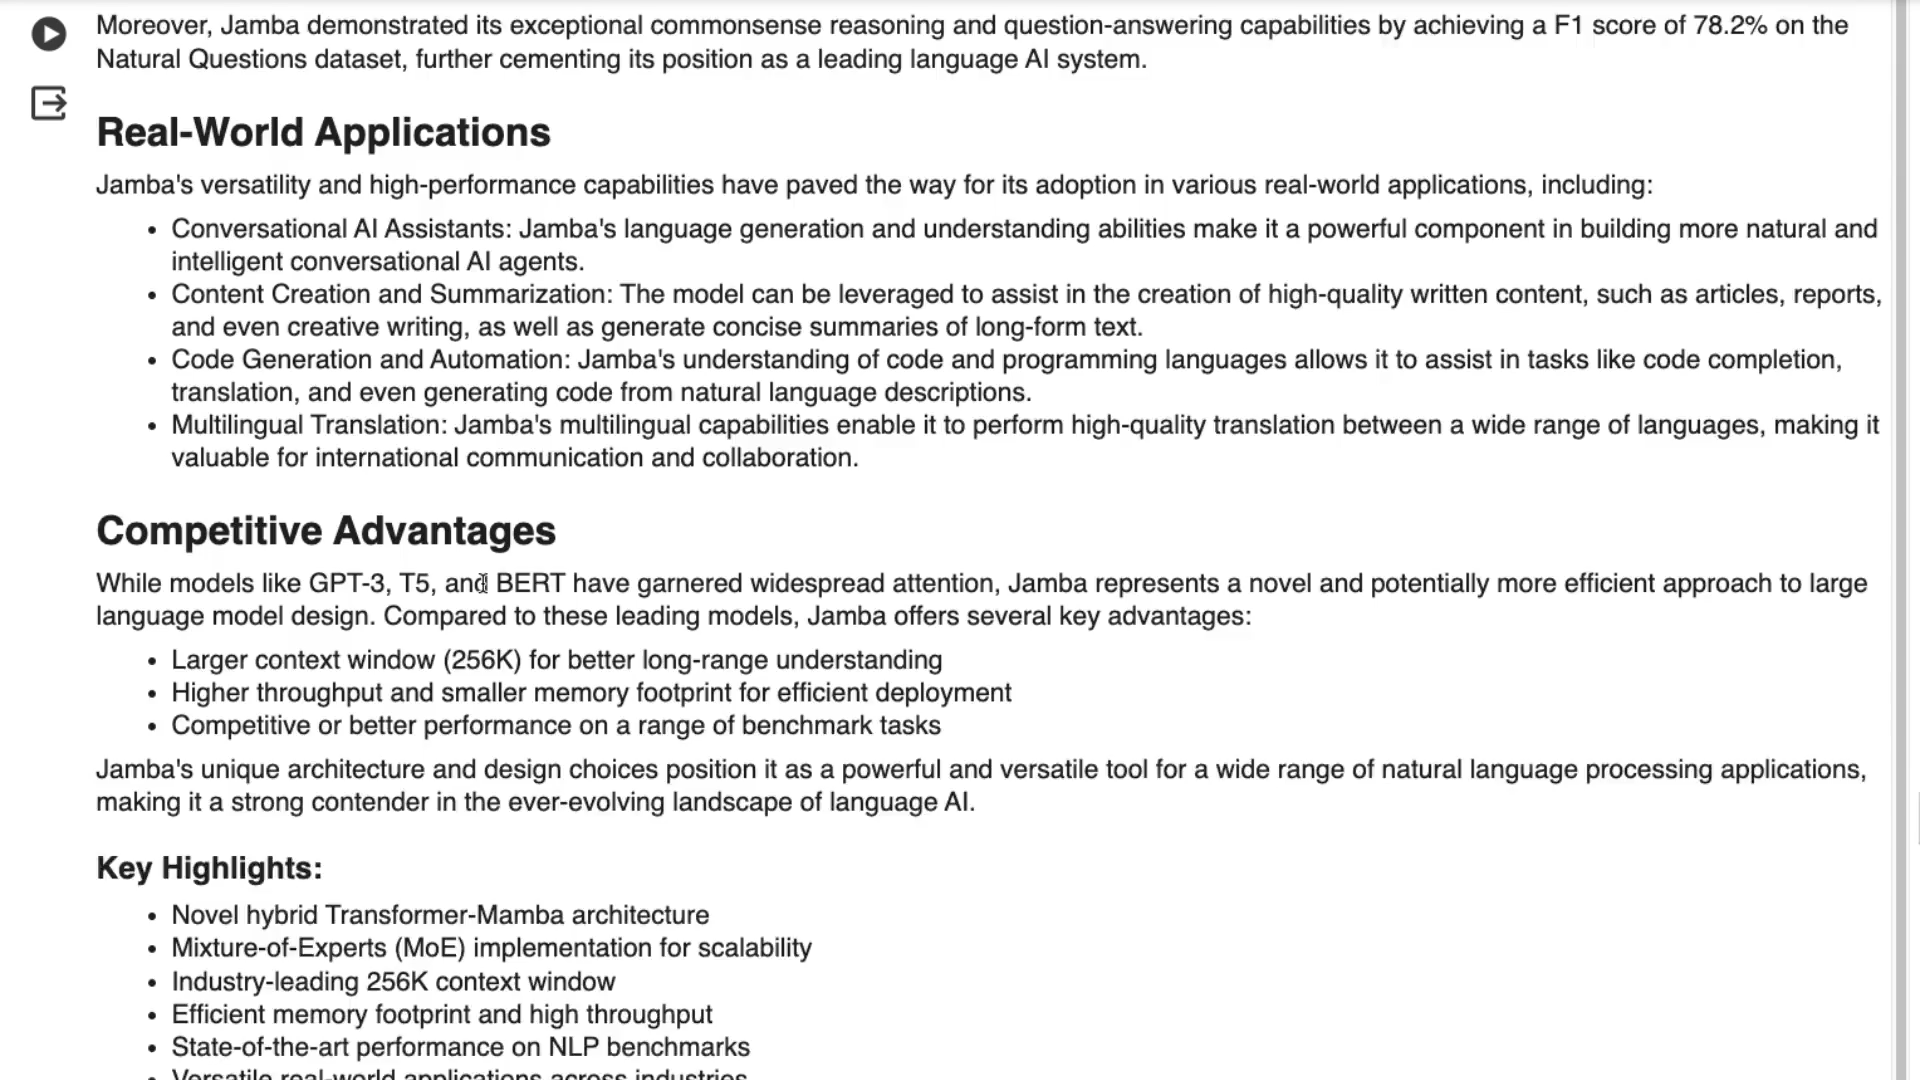 Moreover, Jamba demonstrated its exceptional commonsense reasoning and question-answering capabilities by achieving a F1 score of 78.2% on the
Natural Questions dataset, further cementing its position as a leading language AI system.
Real-World Applications
Jamba's versatility and high-performance capabilities have paved the way for its adoption in various real-world applications, including:
• Conversational AI Assistants: Jamba's language generation and understanding abilities make it a powerful component in building more natural and
intelligent conversational AI agents.
• Content Creation and Summarization: The model can be leveraged to assist in the creation of high-quality written content, such as articles, reports,
and even creative writing, as well as generate concise summaries of long-form text.
• Code Generation and Automation: Jamba's understanding of code and programming languages allows it to assist in tasks like code completion,
translation, and even generating code from natural language descriptions.
• Multilingual Translation: Jamba's multilingual capabilities enable it to perform high-quality translation between a wide range of languages, making it
valuable for international communication and collaboration.
Competitive Advantages
While models like GPT-3, T5, and BERT have garnered widespread attention, Jamba represents a novel and potentially more efficient approach to large
language model design. Compared to these leading models, Jamba offers several key advantages:
• Larger context window (256K) for better long-range understanding
• Higher throughput and smaller memory footprint for efficient deployment
• Competitive or better performance on a range of benchmark tasks
Jamba's unique architecture and design choices position it as a powerful and versatile tool for a wide range of natural language processing applications,
making it a strong contender in the ever-evolving landscape of language AI.
Key Highlights:
• Novel hybrid Transformer-Mamba architecture
• Mixture-of-Experts (MoE) implementation for scalability
• Industry-leading 256K context window
• Efficient memory footprint and high throughput
• State-of-the-art performance on NLP benchmarks
• Versatile real-world applications across industries